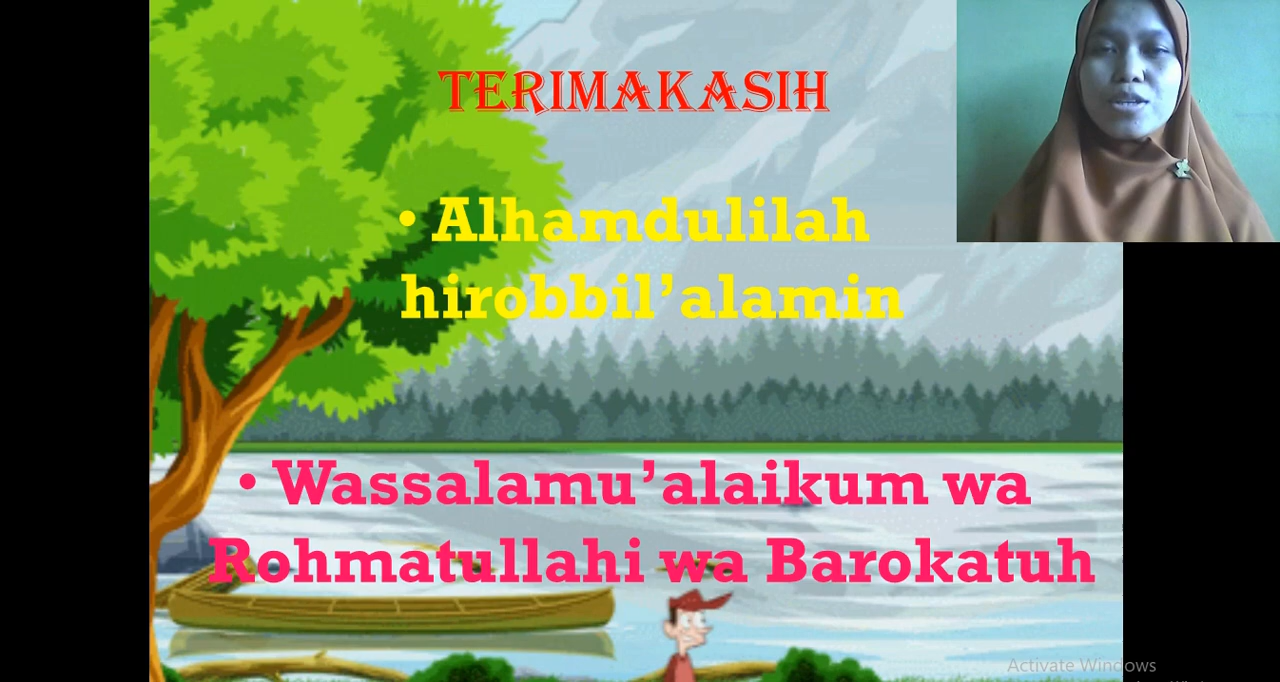 TERIMAKASIH
• Alhamdulilah
hirobbil’alamin
• Wassalamu’alaikum wa
Rohmatullahi wa Barokatuh
Activate Windows